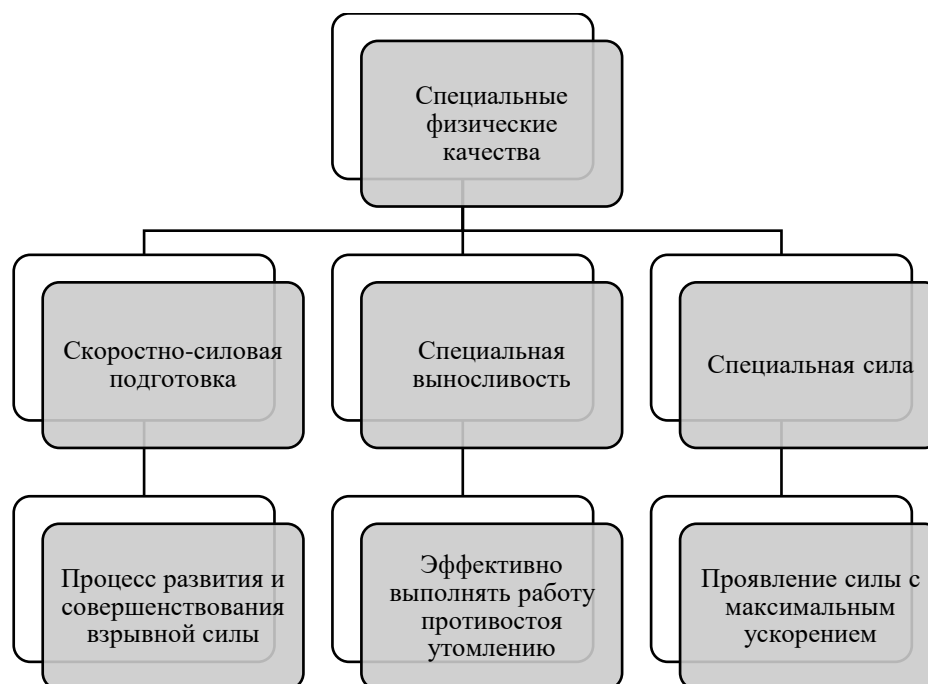 Специальные
физические
качества
Скоростно-силовая
подготовка
Специальная
выносливость
Специальная сила
Процесс развития и
совершенствования
взрывной силы
Эффективно
выполнять работу
противостоя
утомлению
Проявление силы с
максимальным
ускорением